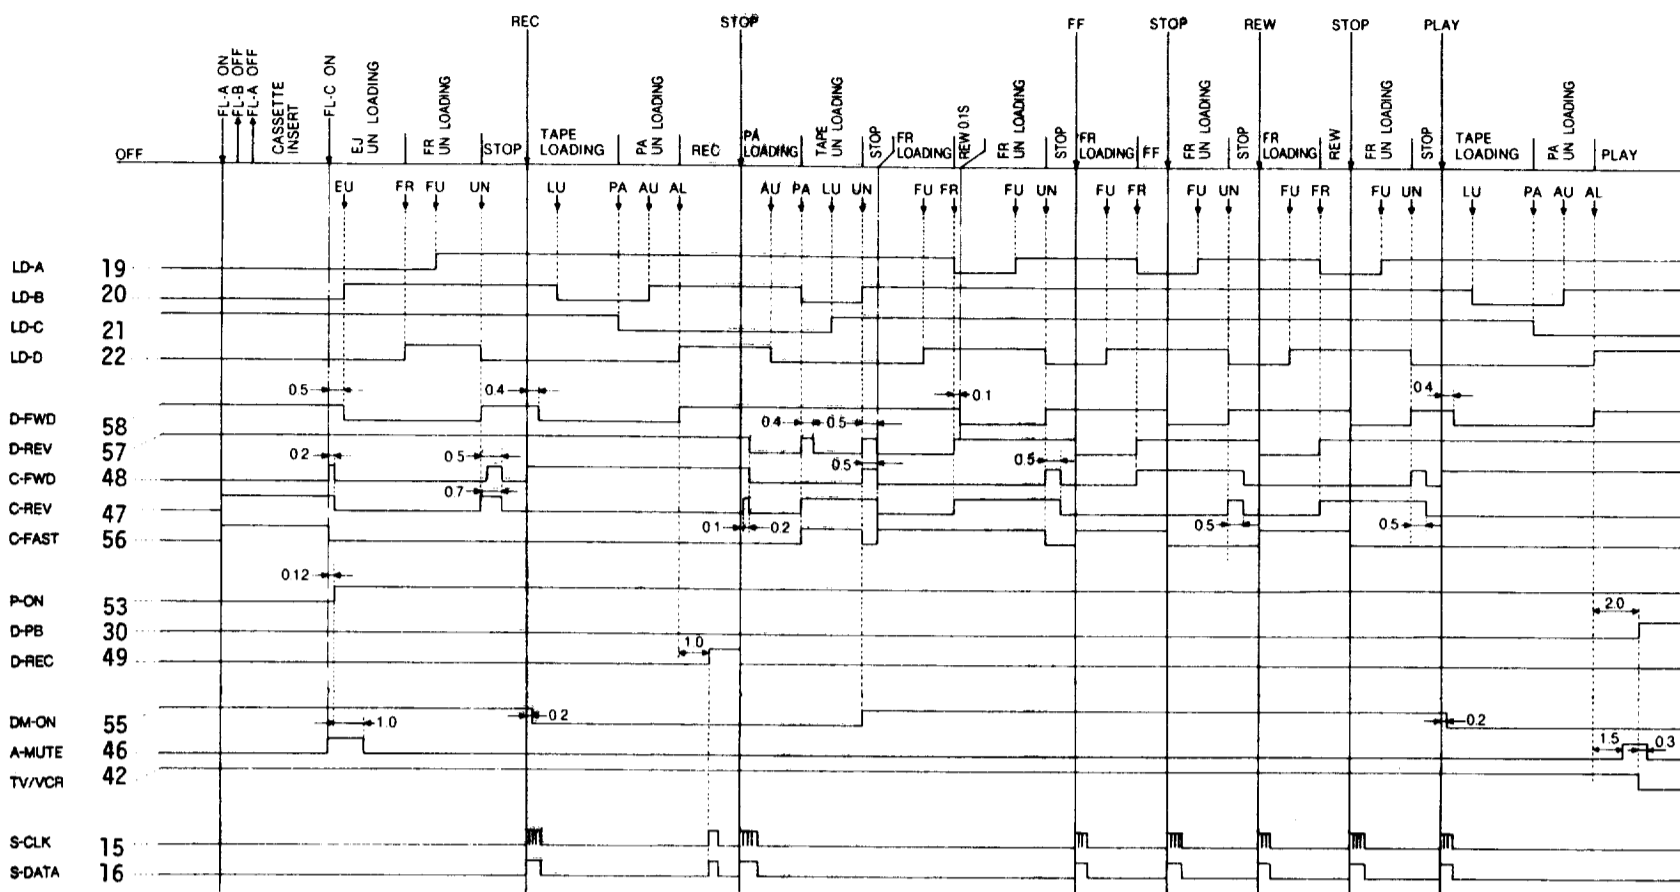 REC STOP FF STOP REW STOP PLAY
FL-A ON
FL-B OFF
FL-A OFF
CASSETTE
INSERT
FL-C ON
EJ
UN LOADING
FR
UN LOADING
STOP
TAPE
LOADING
PA
UN LOADING
REC
PA
LOADING
TAPE
UN LOADING
STOP
FR
LOADING
REW 0.1S
FR
UN LOADING
STOP
FR
LOADING
FF
FR
UN LOADING
STOP
FR
LOADING
REW
FR
UN LOADING
STOP
TAPE
LOADING
PA
UN LOADING
PLAY
OFF
EU FR FU UN LU PA AU AL AU PA LU UN FU FR FU UN FU FR FU UN FU FR FU UN LU PA AU AL
LD-A 19
LD-B 20
LD-C 21
LD-D 22
0.5 0.4 0.1 0.4
D-FWD 58
0.4 0.5
D-REV 57
0.2 0.5 0.5 0.5
C-FWD 48
0.7
C-REV 47
0.1 0.2 0.5 0.5
C-FAST 56
0.12
P-ON 53
2.0
D-PB 30
1.0
D-REC 49
DM-ON 55
1.0 0.2 0.2
A-MUTE 46
1.5 0.3
TV/VCR 42
S-CLK 15
S-DATA 16